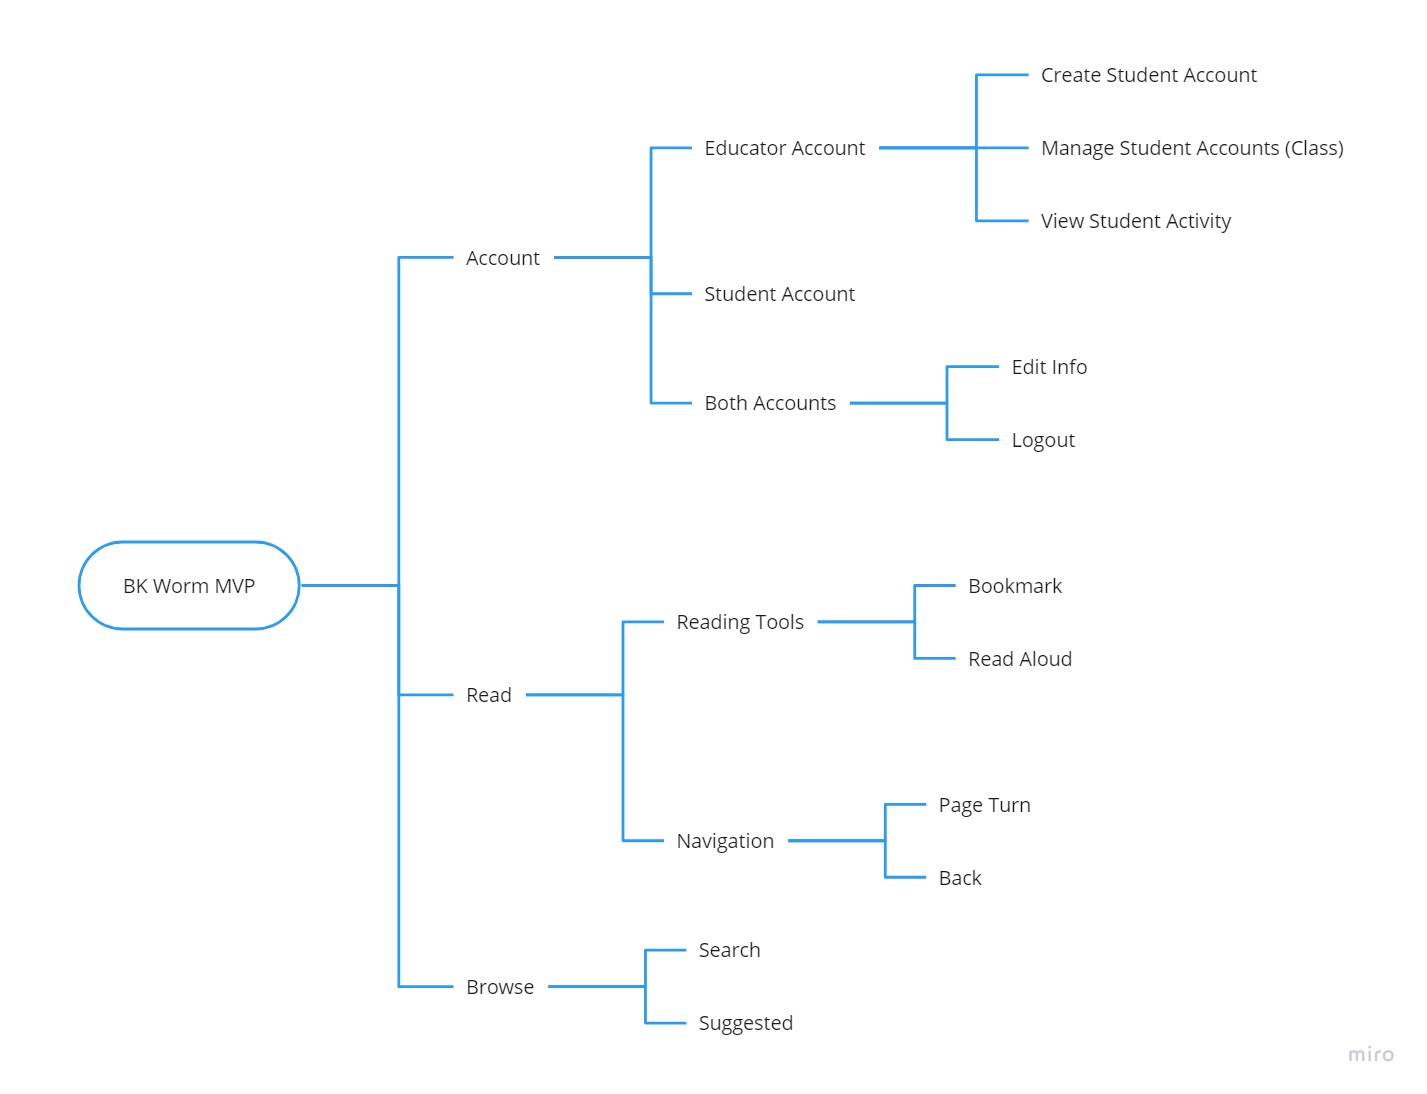 Create Student Account
Educator Account
Manage Student Accounts (Class)
View Student Activity
Account
Student Account
Edit Info
Both Accounts
Logout
BK Worm MVP
Bookmark
Reading Tools
Read Aloud
Read
Page Turn
Navigation
Back
Search
Browse
Suggested
miro